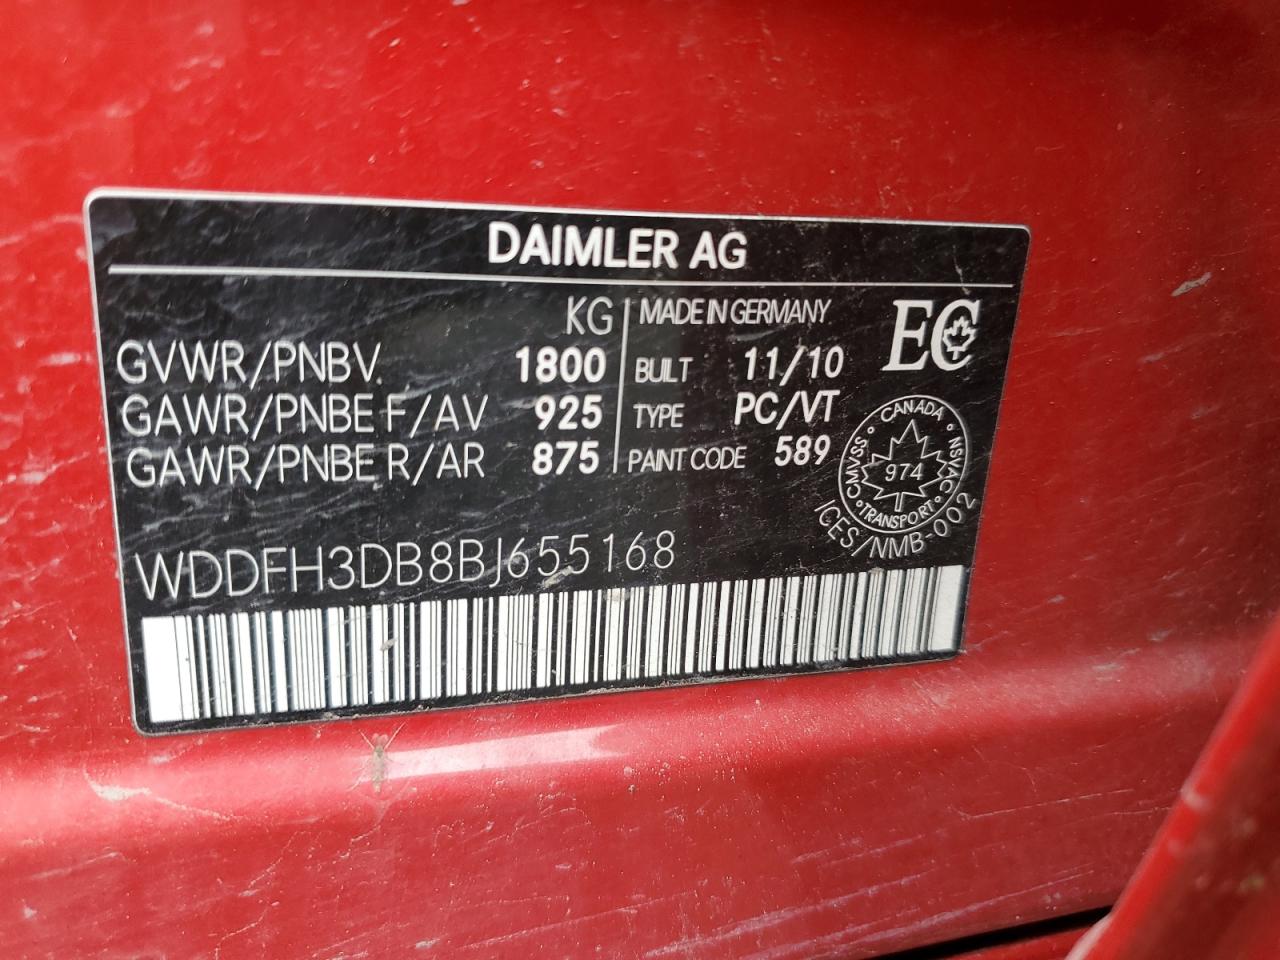 DAIMLER AG
KG
GVWR/PNBV 1800
GAWR/PNBE F/AV 925
GAWR/PNBE R/AR 875
MADE IN GERMANY
BUILT 11/10
TYPE PC/VT
PAINT CODE 589
EC
CANADA
CMVSS NSVAC
974
TRANSPORT
ICES/NMB-002
WDDFH3DB8BJ655168